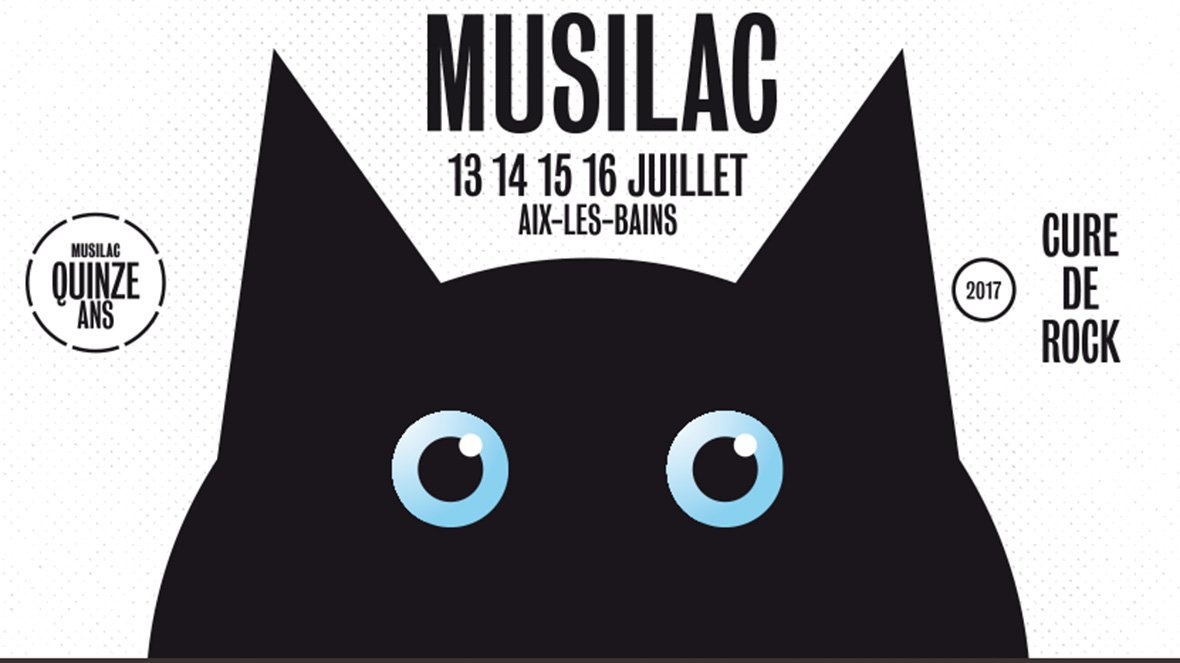 MUSILAC
13 14 15 16 JUILLET
AIX-LES-BAINS
MUSILAC
QUINZE
ANS
2017
CURE
DE
ROCK